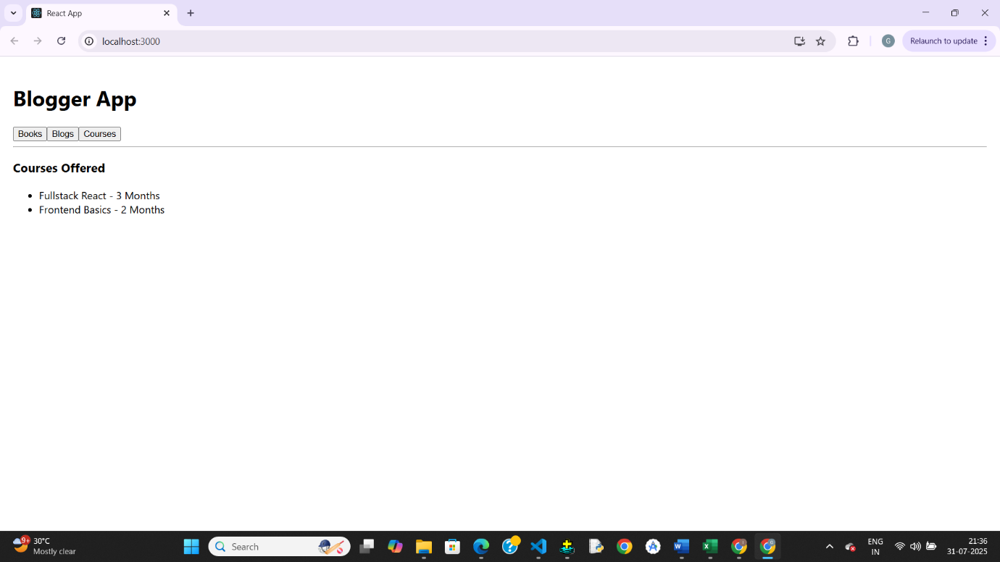 React App
localhost:3000
G
Relaunch to update
Blogger App
Books Blogs Courses
Courses Offered
Fullstack React - 3 Months
Frontend Basics - 2 Months
9+
30°C
Mostly clear
Search
ENG
IN
21:36
31-07-2025